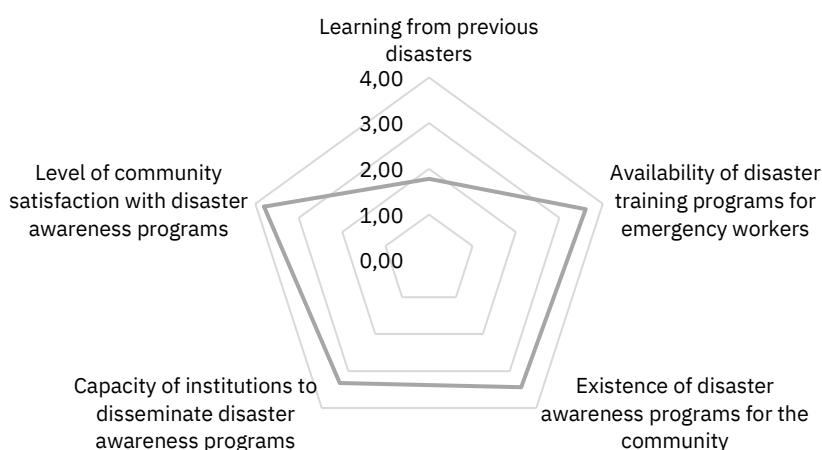 Learning from previous
disasters
4,00
3,00
2,00
1,00
0,00
Availability of disaster
training programs for
emergency workers
Existence of disaster
awareness programs for the
community
Capacity of institutions to
disseminate disaster
awareness programs
Level of community
satisfaction with disaster
awareness programs